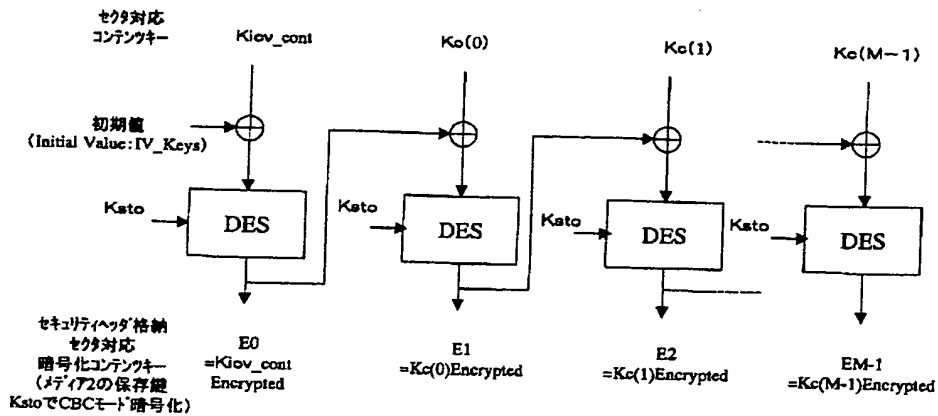 セクタ対応
コンテンツキー
Kicv_cont
Kc(0)
Kc(1)
Kc(M-1)
初期値
(Initial Value:IV_Keys)
Ksto
DES
Ksto
DES
Ksto
DES
Ksto
DES
セキュリティヘッダ格納
セクタ対応
暗号化コンテンツキー
(メディア2の保存鍵
KstoでCBCモード暗号化)
E0
=Kicv_cont
Encrypted
E1
=Kc(0)Encrypted
E2
=Kc(1)Encrypted
EM-1
=Kc(M-1)Encrypted